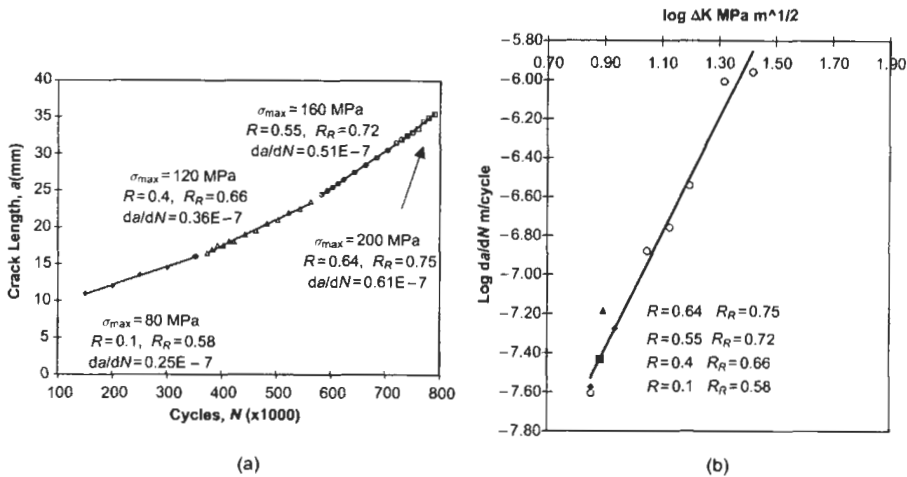 40
35
30
25
20
15
10
5
0
100 200 300 400 500 600 700 800
Crack Length, a(mm)
Cycles, N (x1000)
σmax = 160 MPa
R=0.55, RR=0.72
da/dN=0.51E-7
σmax = 120 MPa
R=0.4, RR=0.66
da/dN=0.36E-7
σmax = 200 MPa
R=0.64, RR=0.75
da/dN=0.61E-7
σmax = 80 MPa
R=0.1, RR=0.58
da/dN=0.25E - 7
(a)
log ΔK MPa m^1/2
-5.80
0.70 0.90 1.10 1.30 1.50 1.70 1.90
-6.00
-6.20
-6.40
-6.60
-6.80
-7.00
-7.20
-7.40
-7.60
-7.80
Log da/dN m/cycle
R=0.64 RR=0.75
R=0.55 RR=0.72
R=0.4 RR=0.66
R=0.1 RR=0.58
(b)